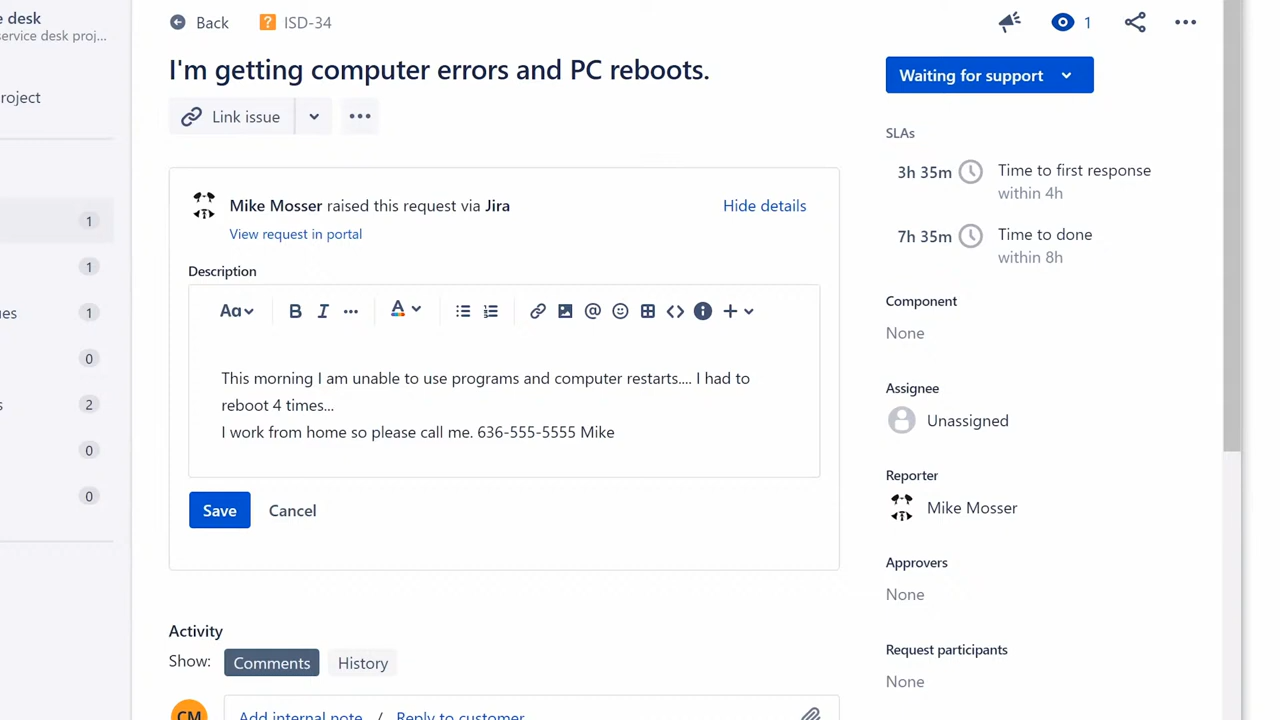 e desk
service desk proj...
roject
1
1
ues
1
0
s
2
0
0
Back
ISD-34
1
I'm getting computer errors and PC reboots.
Link issue
Mike Mosser raised this request via Jira
Hide details
View request in portal
Description
Aa
B
I
A
This morning I am unable to use programs and computer restarts.... I had to
reboot 4 times...
I work from home so please call me. 636-555-5555 Mike
Save
Cancel
Activity
Show:
Comments
History
CM
Add internal note / Reply to customer
Waiting for support
SLAs
3h 35m
Time to first response
within 4h
7h 35m
Time to done
within 8h
Component
None
Assignee
Unassigned
Reporter
Mike Mosser
Approvers
None
Request participants
None